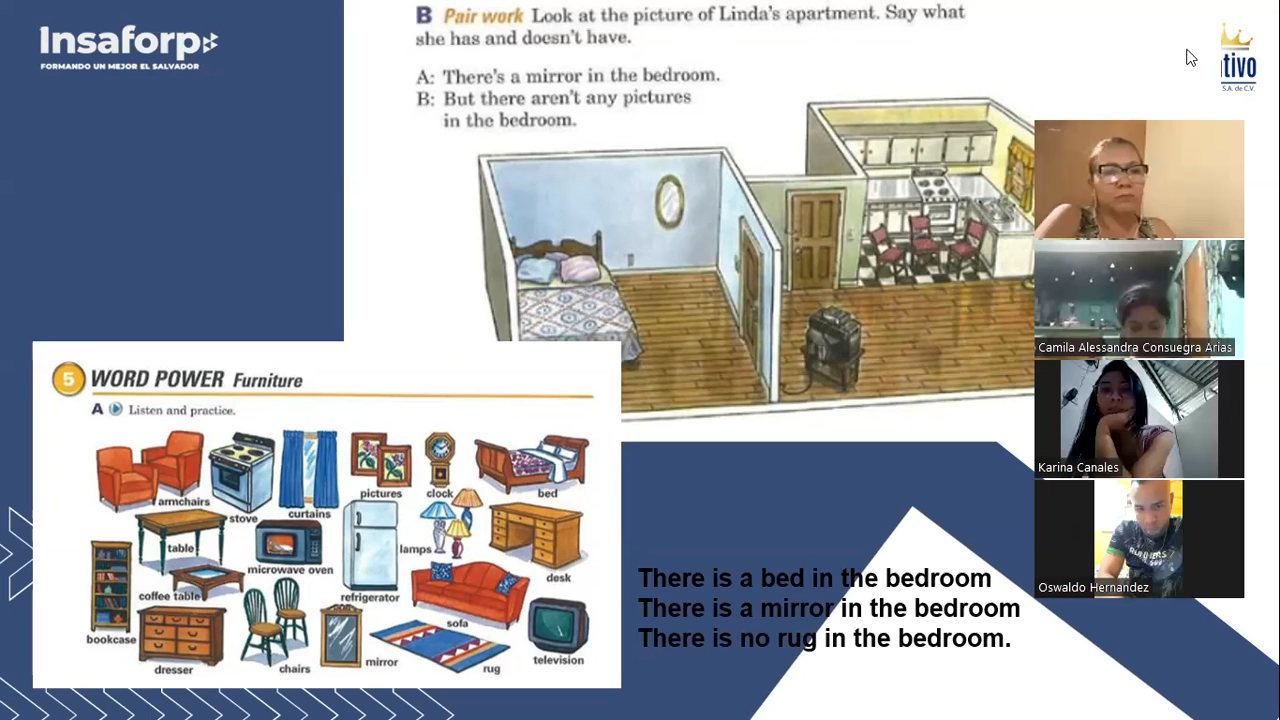 Insaforp
FORMANDO UN MEJOR EL SALVADOR
B Pair work Look at the picture of Linda's apartment. Say what
she has and doesn't have.
A: There's a mirror in the bedroom.
B: But there aren't any pictures
in the bedroom.
tivo
S.A. de C.V.
5 WORD POWER Furniture
A Listen and practice.
armchairs
stove
curtains
pictures
clock
bed
table
microwave oven
lamps
desk
coffee table
refrigerator
sofa
bookcase
dresser
chairs
mirror
rug
television
There is a bed in the bedroom
There is a mirror in the bedroom
There is no rug in the bedroom.
Camila Alessandra Consuegra Arias
Karina Canales
RUNNERS
Oswaldo Hernandez